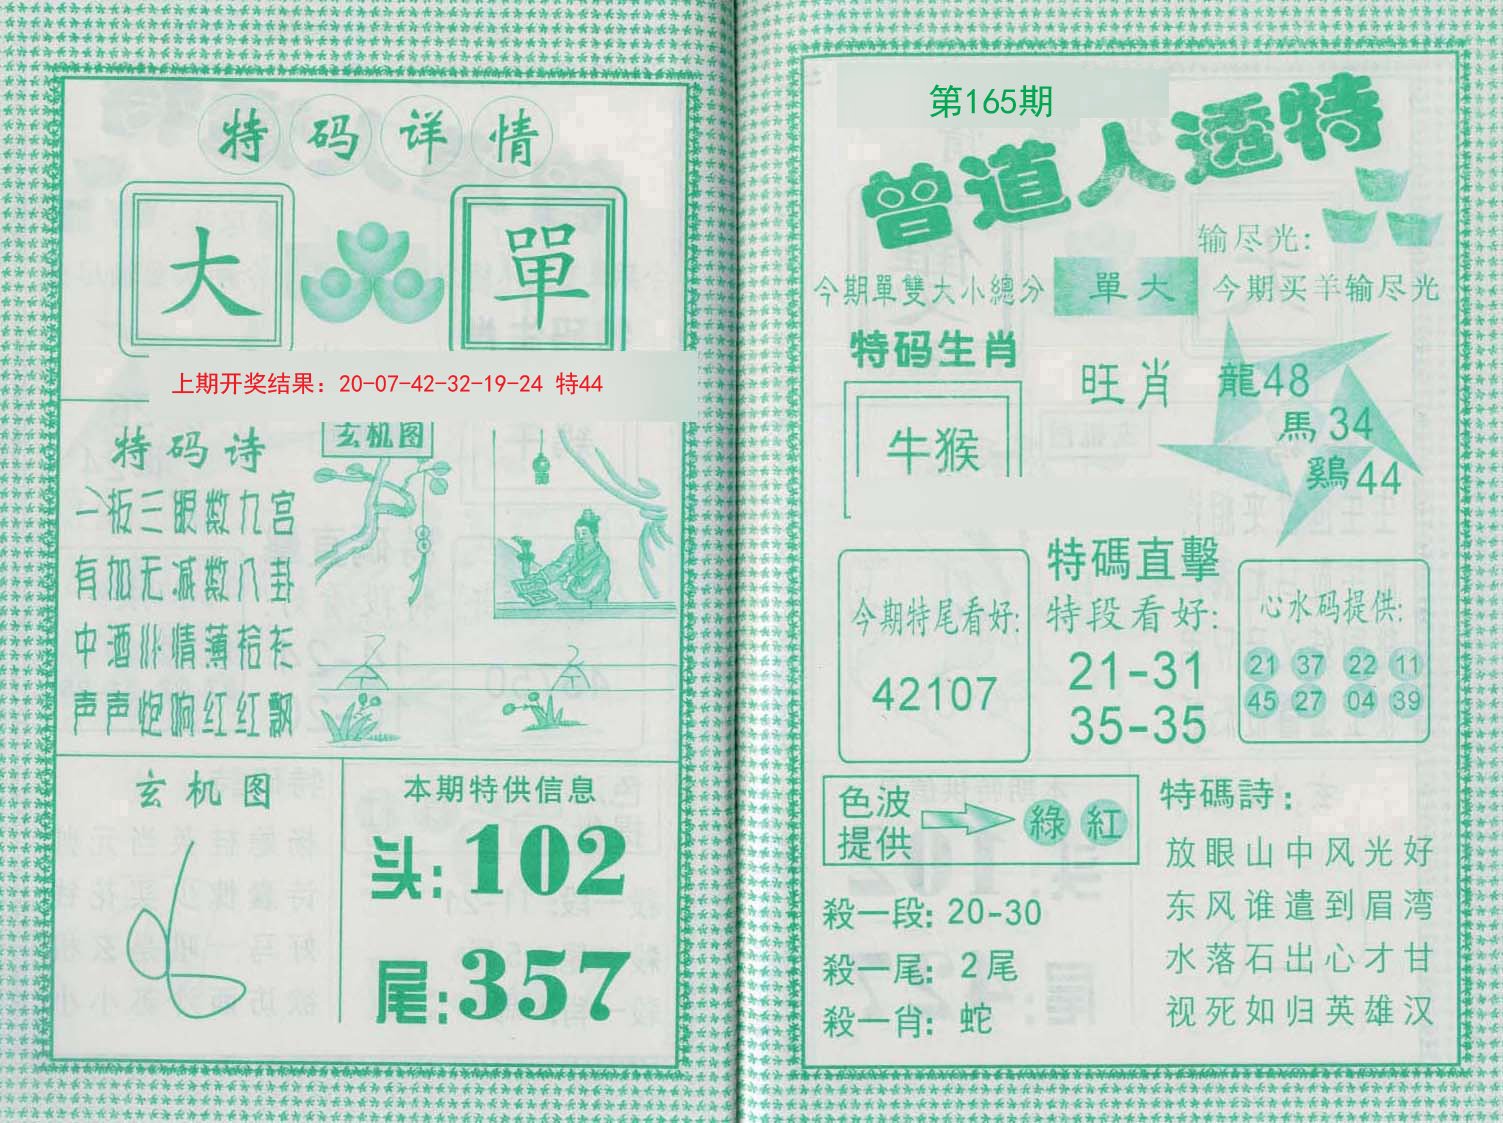 特码详情
大 單
上期开奖结果：20-07-42-32-19-24 特44
特码诗
一板三眼数九宫
有加无减数八卦
中酒 情薄拾衫
声声炮响红红飘
玄机图
玄机图
本期特供信息
头:102
尾:357
第165期
曾道人透特
输尽光:
今期單雙大小總分 單大 今期买羊输尽光
特码生肖
牛猴
旺肖
龍48
馬34
鷄44
今期特尾看好:
42107
特碼直擊
特段看好:
21-31
35-35
心水码提供:
21 37 22 11
45 27 04 39
色波
提供
綠 紅
殺一段: 20-30
殺一尾: 2尾
殺一肖: 蛇
特碼詩:
放眼山中风光好
东风谁遣到眉湾
水落石出心才甘
视死如归英雄汉